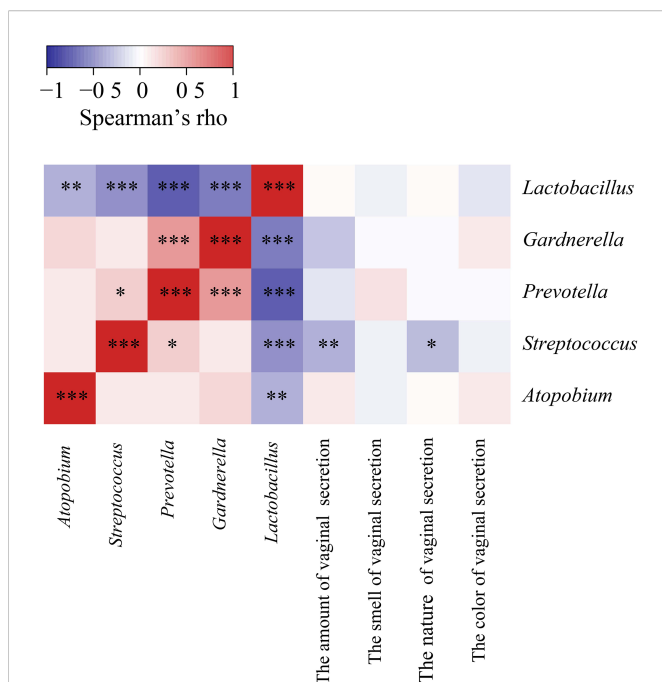 −1 −0 5 0 0 5 1
Spearman’s rho
** *** *** *** *** Lactobacillus
*** *** *** Gardnerella
* *** *** *** Prevotella
*** * *** ** * Streptococcus
*** ** Atopobium
Atopobium
Streptococcus
Prevotella
Gardnerella
Lactobacillus
The amount of vaginal secretion
The smell of vaginal secretion
The nature of vaginal secretion
The color of vaginal secretion